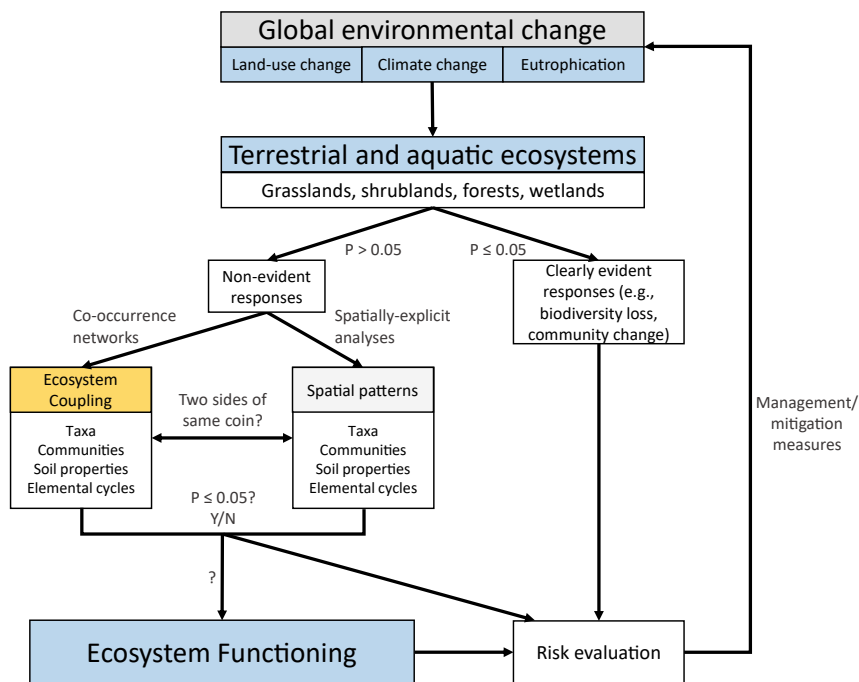 Global environmental change
Land-use change
Climate change
Eutrophication
Terrestrial and aquatic ecosystems
Grasslands, shrublands, forests, wetlands
P > 0.05
P ≤ 0.05
Non-evident
responses
Clearly evident
responses (e.g.,
biodiversity loss,
community change)
Co-occurrence
networks
Spatially-explicit
analyses
Ecosystem
Coupling
Taxa
Communities
Soil properties
Elemental cycles
Two sides of
same coin?
Spatial patterns
Taxa
Communities
Soil properties
Elemental cycles
Management/
mitigation
measures
P ≤ 0.05?
Y/N
?
Ecosystem Functioning
Risk evaluation